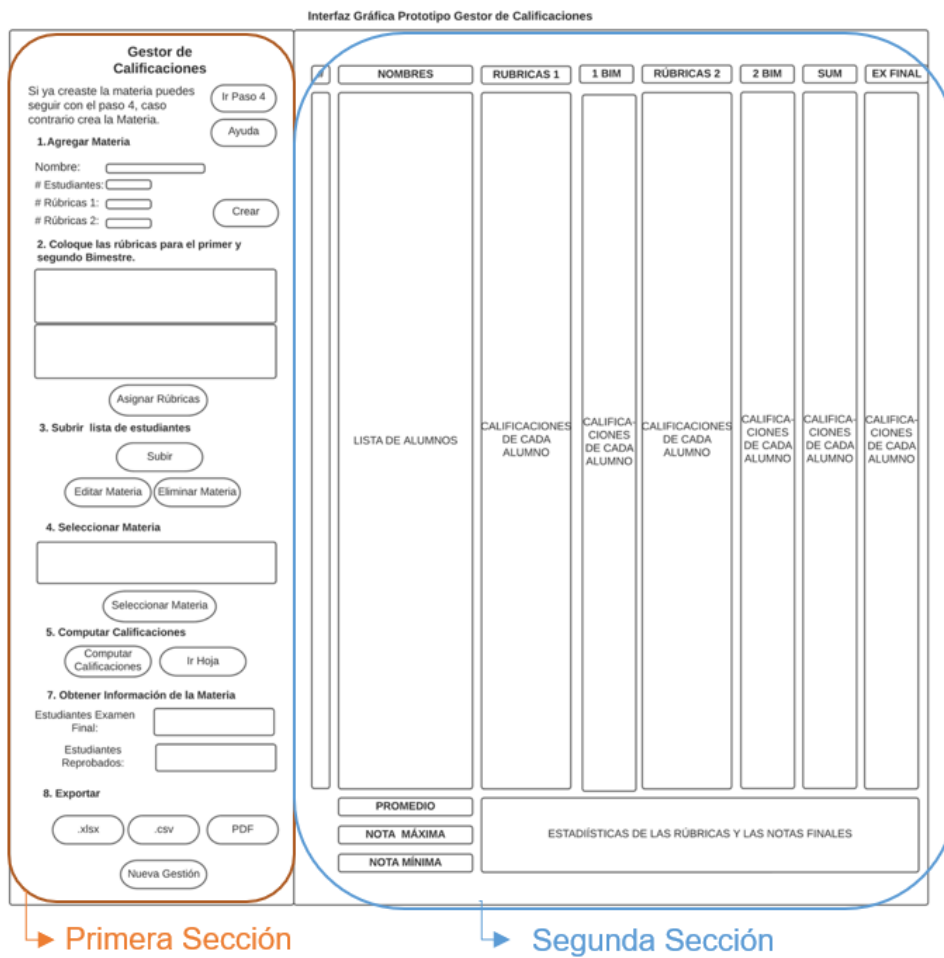 Interfaz Gráfica Prototipo Gestor de Calificaciones
Gestor de
Calificaciones
Si ya creaste la materia puedes
seguir con el paso 4, caso
contrario crea la Materia.
Ir Paso 4
Ayuda
1.Agregar Materia
Nombre:
# Estudiantes:
# Rúbricas 1:
# Rúbricas 2:
Crear
2. Coloque las rúbricas para el primer y
segundo Bimestre.
Asignar Rúbricas
3. Subrir lista de estudiantes
Subir
Editar Materia
Eliminar Materia
4. Seleccionar Materia
Seleccionar Materia
5. Computar Calificaciones
Computar
Calificaciones
Ir Hoja
7. Obtener Información de la Materia
Estudiantes Examen
Final:
Estudiantes
Reprobados:
8. Exportar
.xlsx
.csv
PDF
Nueva Gestión
#
NOMBRES
RUBRICAS 1
1 BIM
RÚBRICAS 2
2 BIM
SUM
EX FINAL
LISTA DE ALUMNOS
CALIFICACIONES
DE CADA
ALUMNO
CALIFICA-
CIONES
DE CADA
ALUMNO
CALIFICACIONES
DE CADA
ALUMNO
CALIFICA-
CIONES
DE CADA
ALUMNO
CALIFICA-
CIONES
DE CADA
ALUMNO
CALIFICA-
CIONES
DE CADA
ALUMNO
PROMEDIO
NOTA MÁXIMA
NOTA MÍNIMA
ESTADIÍSTICAS DE LAS RÚBRICAS Y LAS NOTAS FINALES
Primera Sección
Segunda Sección